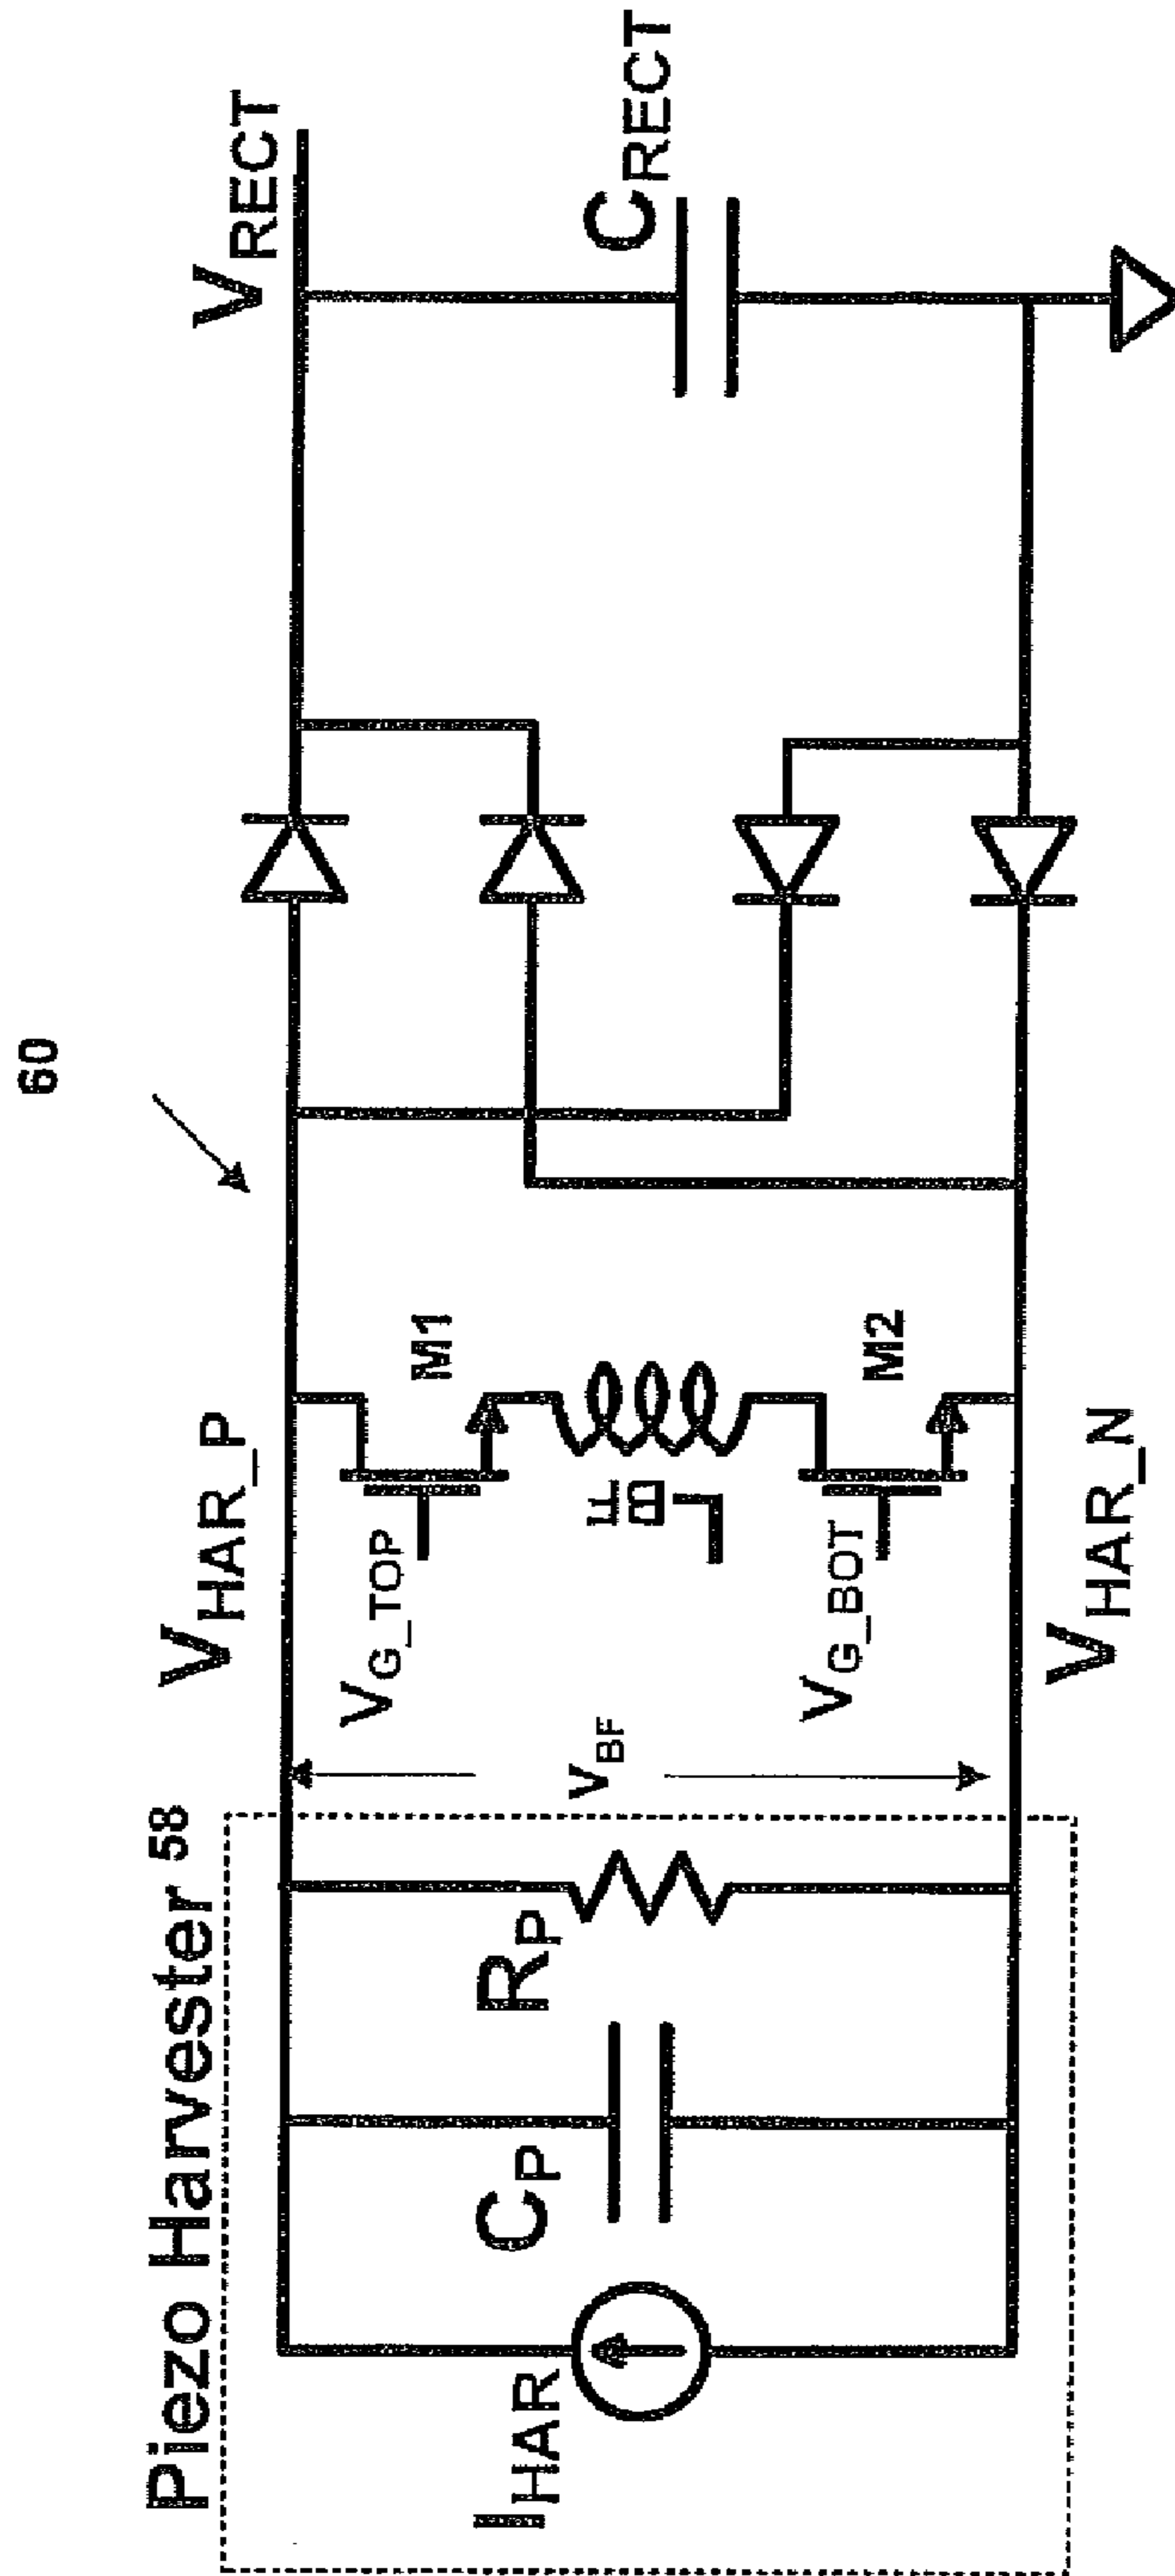 60
Piezo Harvester 58
V_HAR_P
V_RECT
I_HAR
C_P
R_P
V_BF
V_G_TOP
M1
L_BF
V_G_BOT
M2
C_RECT
V_HAR_N